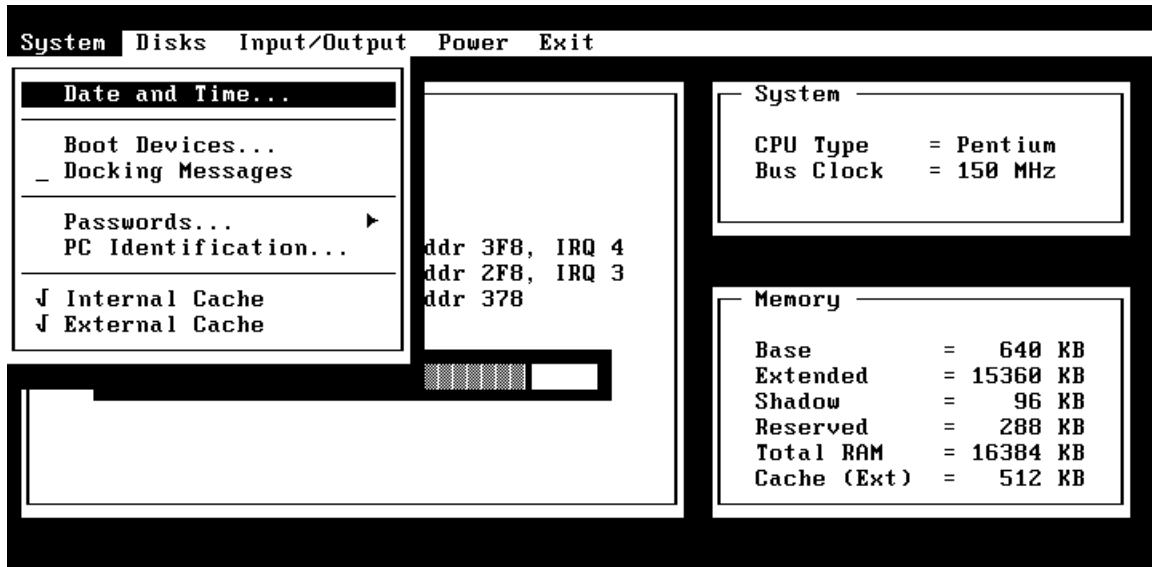 System Disks Input/Output Power Exit
Date and Time...
Boot Devices...
_ Docking Messages
Passwords... ►
PC Identification...
√ Internal Cache
√ External Cache
ddr 3F8, IRQ 4
ddr 2F8, IRQ 3
ddr 378
System
CPU Type = Pentium
Bus Clock = 150 MHz
Memory
Base = 640 KB
Extended = 15360 KB
Shadow = 96 KB
Reserved = 288 KB
Total RAM = 16384 KB
Cache (Ext) = 512 KB